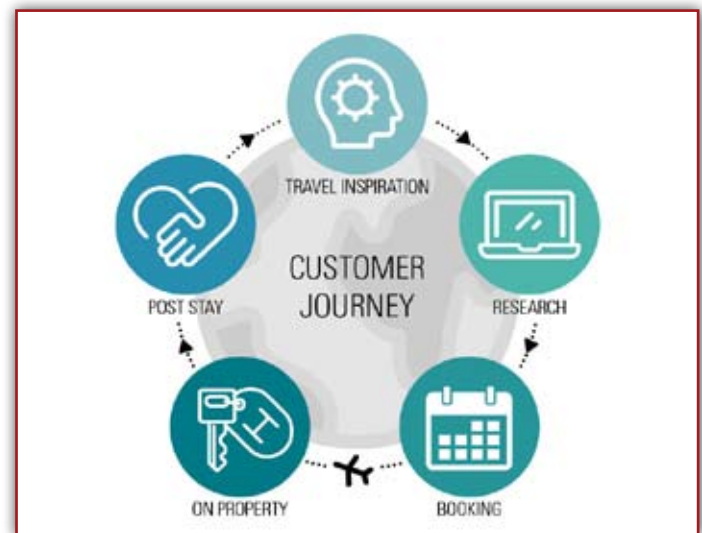 TRAVEL INSPIRATION
CUSTOMER
JOURNEY
POST STAY
RESEARCH
H
ON PROPERTY
BOOKING